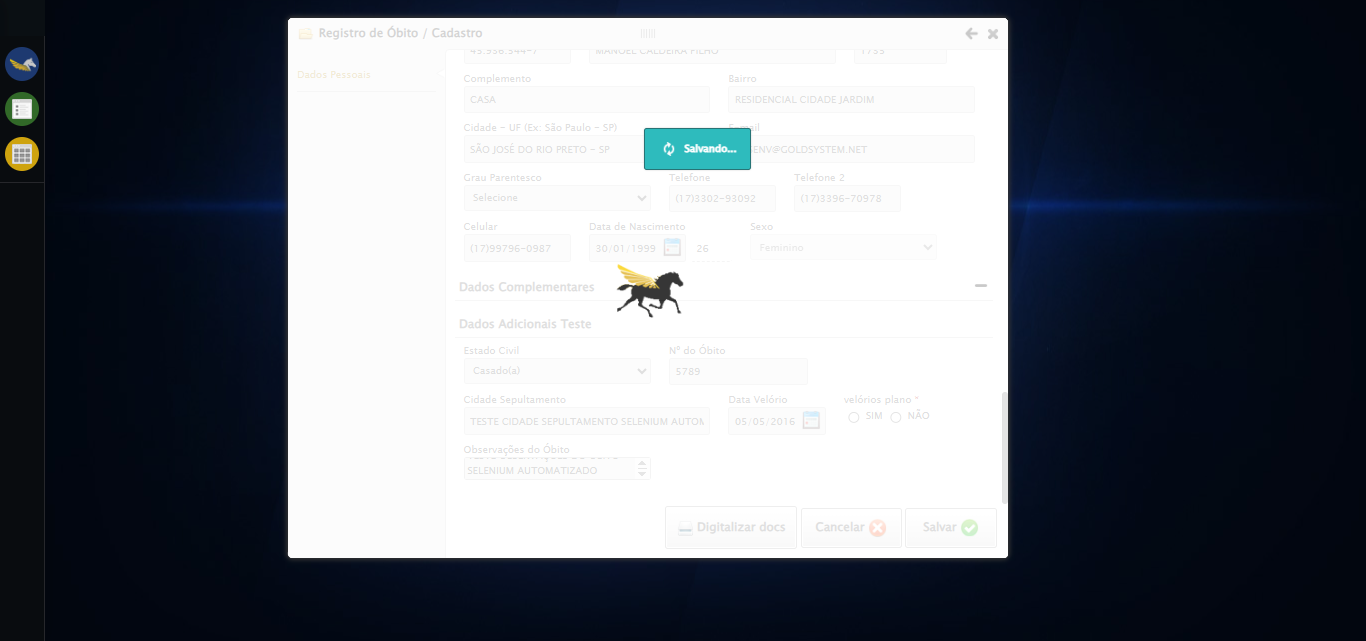 Registro de Óbito / Cadastro
Dados Pessoais
MANOEL CALDEIRA FILHO
Complemento Bairro
CASA RESIDENCIAL CIDADE JARDIM
Cidade - UF (Ex: São Paulo - SP)
SÃO JOSÉ DO RIO PRETO - SP ENV@GOLDSYSTEM.NET
Salvando...
Grau Parentesco Telefone Telefone 2
Selecione (17)3302-93092 (17)3396-70978
Celular Data de Nascimento Sexo
(17)99796-0987 30/01/1999 26 Feminino
Dados Complementares
Dados Adicionais Teste
Estado Civil Nº do Óbito
Casado(a) 5789
Cidade Sepultamento Data Velório velórios plano *
TESTE CIDADE SEPULTAMENTO SELENIUM AUTOM 05/05/2016 SIM NÃO
Observações do Óbito
SELENIUM AUTOMATIZADO
Digitalizar docs Cancelar Salvar